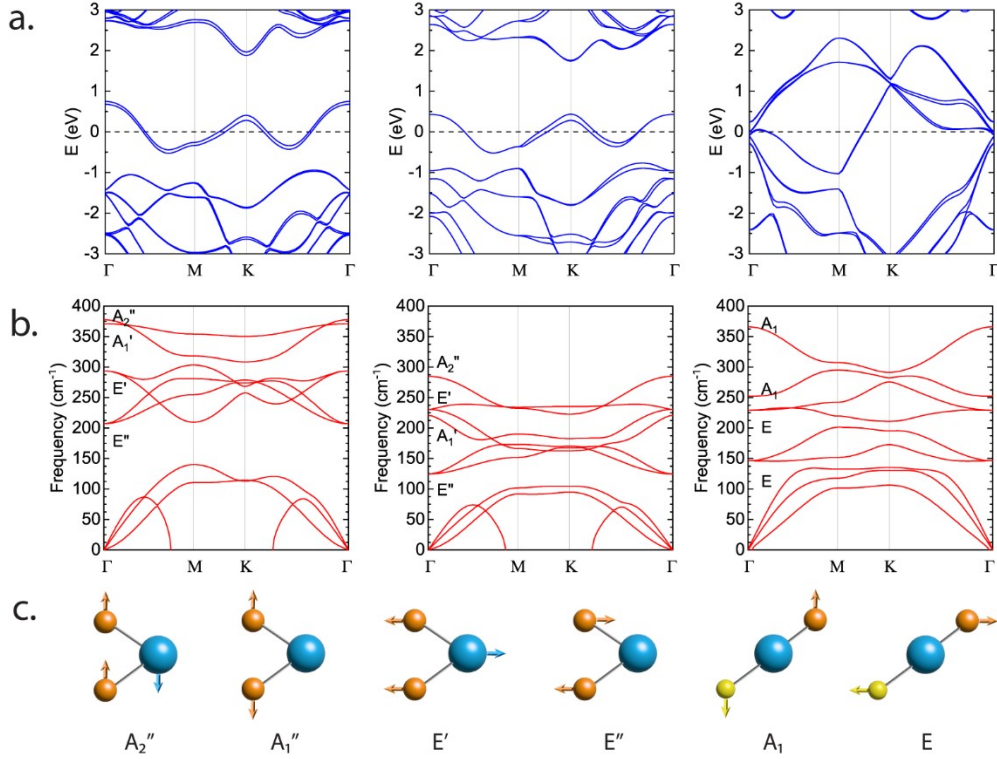 a.
E (eV)
3
2
1
0
-1
-2
-3
Γ M K Γ
E (eV)
3
2
1
0
-1
-2
-3
Γ M K Γ
E (eV)
3
2
1
0
-1
-2
-3
Γ M K Γ
b.
Frequency (cm⁻¹)
400
350
300
250
200
150
100
50
0
A₂"
A₁'
E'
E"
Γ M K Γ
Frequency (cm⁻¹)
400
350
300
250
200
150
100
50
0
A₂"
E'
A₁'
E"
Γ M K Γ
Frequency (cm⁻¹)
400
350
300
250
200
150
100
50
0
A₁
A₁
E
E
Γ M K Γ
c.
A₂" A₁" E' E" A₁ E